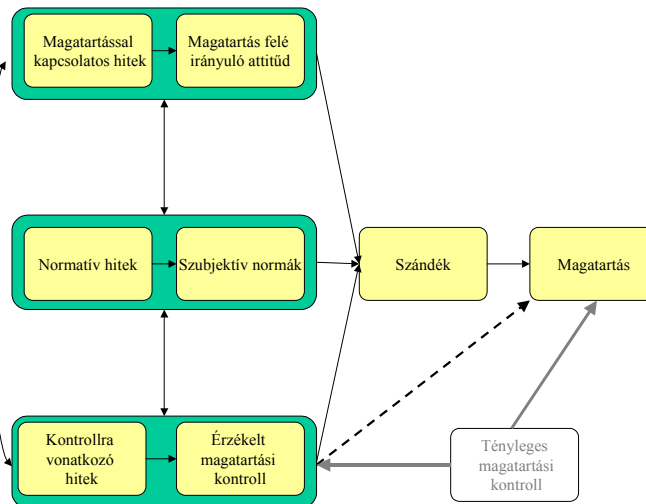 Magatartással
kapcsolatos hitek
Magatartás felé
irányuló attitűd
Normatív hitek
Szubjektív normák
Szándék
Magatartás
Kontrollra
vonatkozó
hitek
Érzékelt
magatartási
kontroll
Tényleges
magatartási
kontroll